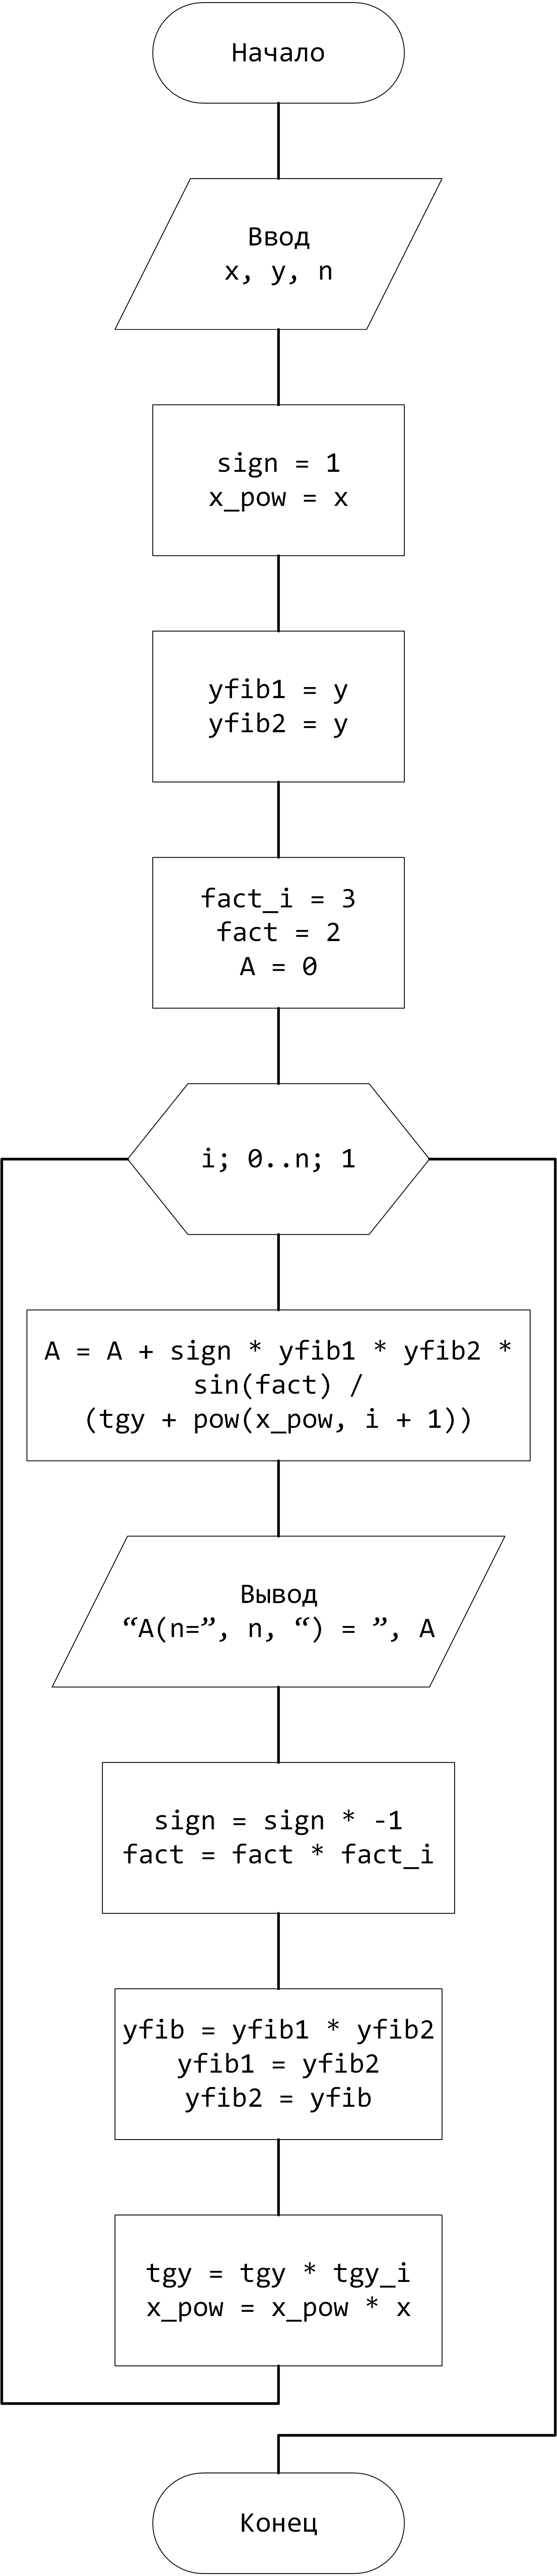 Начало
Ввод
x, y, n
sign = 1
x_pow = x
yfib1 = y
yfib2 = y
fact_i = 3
fact = 2
A = 0
i; 0..n; 1
A = A + sign * yfib1 * yfib2 *
sin(fact) /
(tgy + pow(x_pow, i + 1))
Вывод
“A(n=”, n, “) = ”, A
sign = sign * -1
fact = fact * fact_i
yfib = yfib1 * yfib2
yfib1 = yfib2
yfib2 = yfib
tgy = tgy * tgy_i
x_pow = x_pow * x
Конец